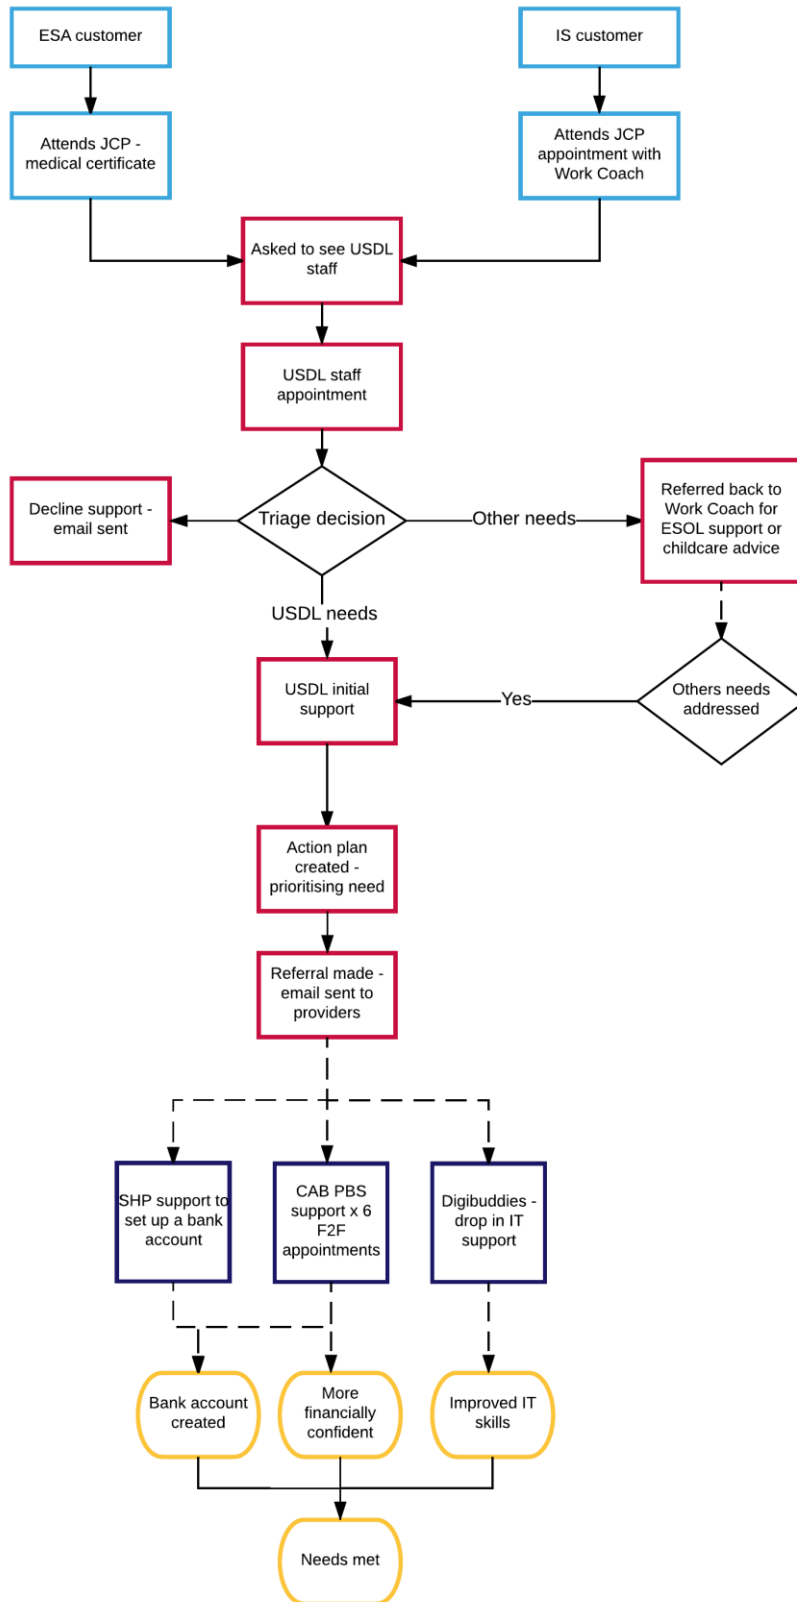 ESA customer
IS customer
Attends JCP -
medical certificate
Attends JCP
appointment with
Work Coach
Asked to see USDL
staff
USDL staff
appointment
Decline support -
email sent
Triage decision
Other needs
Referred back to
Work Coach for
ESOL support or
childcare advice
USDL needs
USDL initial
support
Yes
Others needs
addressed
Action plan
created -
prioritising need
Referral made -
email sent to
providers
SHP support to
set up a bank
account
CAB PBS
support x 6
F2F
appointments
Digibuddies -
drop in IT
support
Bank account
created
More
financially
confident
Improved IT
skills
Needs met